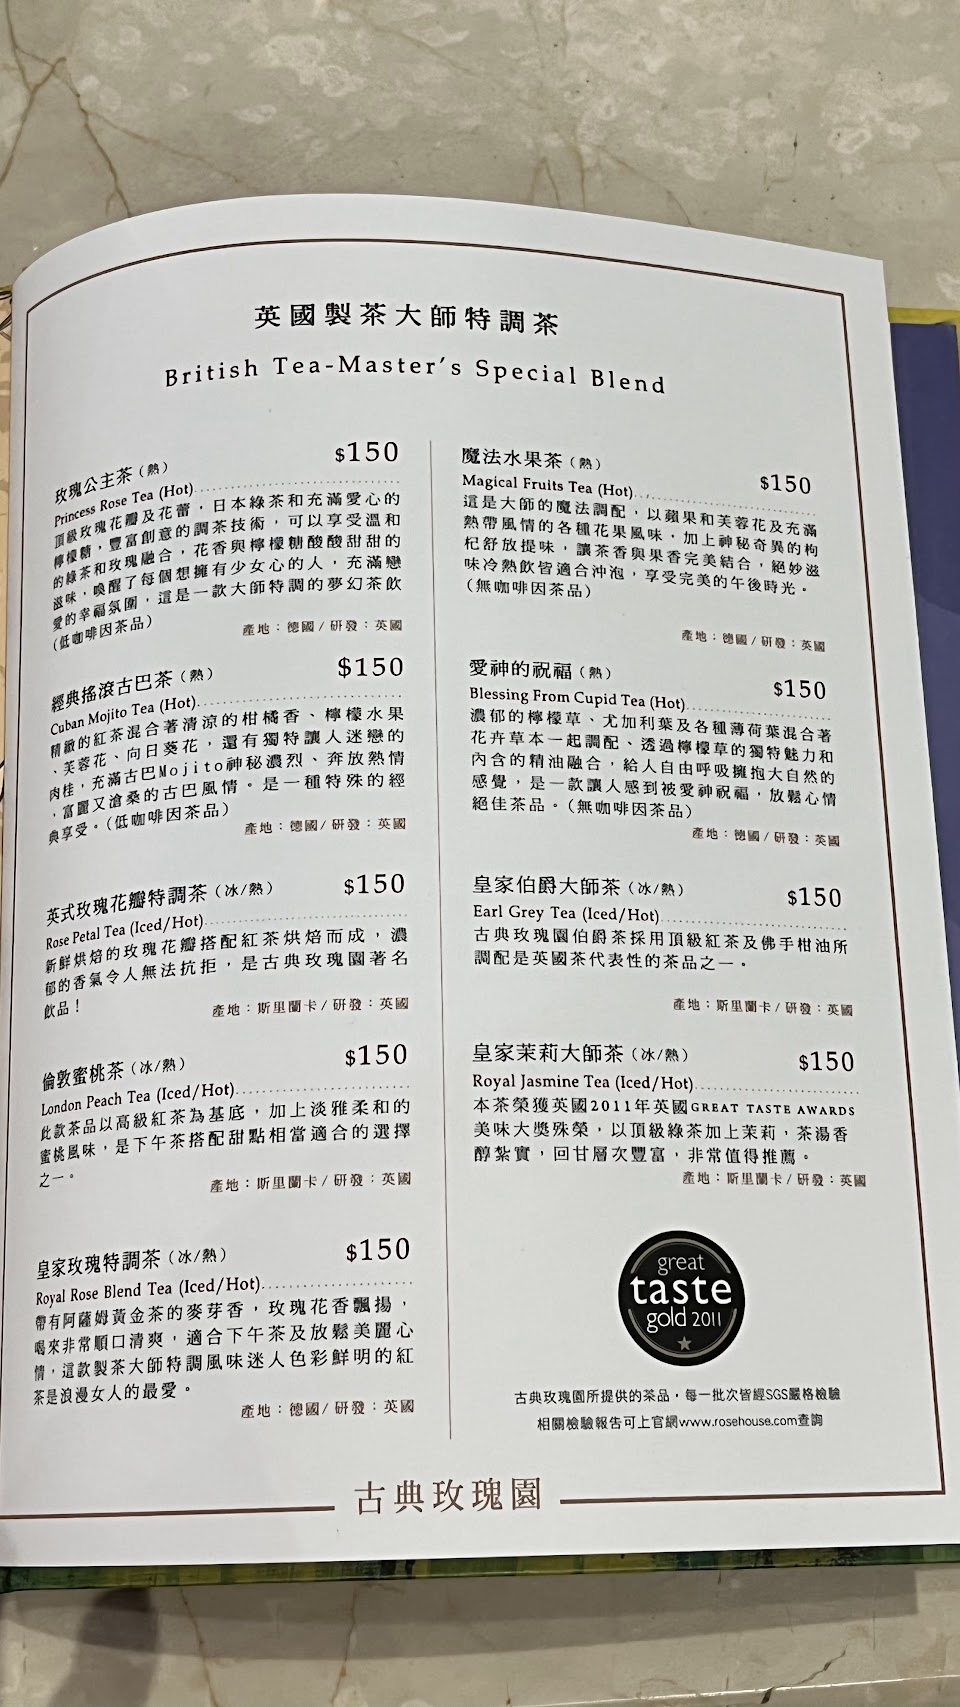 英國製茶大師特調茶
British Tea-Master's Special Blend
玫瑰公主茶（熱） $150
Princess Rose Tea (Hot)
頂級玫瑰花瓣及花蕾，日本綠茶和充滿愛心的
檸檬糖，豐富創意的調茶技術，可以享受溫和
的綠茶和玫瑰融合，花香與檸檬糖酸酸甜甜的
滋味，喚醒了每個想擁有少女心的人，充滿戀
愛的幸福氛圍，這是一款大師特調的夢幻茶飲
(低咖啡因茶品)
產地：德國 / 研發：英國
經典搖滾古巴茶（熱） $150
Cuban Mojito Tea (Hot)
精緻的紅茶混合著清涼的柑橘香、檸檬水果
、芙蓉花、向日葵花，還有獨特讓人迷戀的
肉桂，充滿古巴Mojito神秘濃烈、奔放熱情
，富麗又滄桑的古巴風情。是一種特殊的經
典享受。(低咖啡因茶品)
產地：德國 / 研發：英國
英式玫瑰花瓣特調茶（冰/熱） $150
Rose Petal Tea (Iced/Hot)
新鮮烘焙的玫瑰花瓣搭配紅茶烘焙而成，濃
郁的香氣令人無法抗拒，是古典玫瑰園著名
飲品！
產地：斯里蘭卡 / 研發：英國
倫敦蜜桃茶（冰/熱） $150
London Peach Tea (Iced/Hot)
此款茶品以高級紅茶為基底，加上淡雅柔和的
蜜桃風味，是下午茶搭配甜點相當適合的選擇
之一。
產地：斯里蘭卡 / 研發：英國
皇家玫瑰特調茶（冰/熱） $150
Royal Rose Blend Tea (Iced/Hot)
帶有阿薩姆黃金茶的麥芽香，玫瑰花香飄揚，
喝來非常順口清爽，適合下午茶及放鬆美麗心
情，這款製茶大師特調風味迷人色彩鮮明的紅
茶是浪漫女人的最愛。
產地：德國 / 研發：英國
魔法水果茶（熱） $150
Magical Fruits Tea (Hot)
這是大師的魔法調配，以蘋果和芙蓉花及充滿
熱帶風情的各種花果風味，加上神秘奇異的枸
杞舒放提味，讓茶香與果香完美結合，絕妙滋
味冷熱飲皆適合沖泡，享受完美的午後時光。
(無咖啡因茶品)
產地：德國 / 研發：英國
愛神的祝福（熱） $150
Blessing From Cupid Tea (Hot)
濃郁的檸檬草、尤加利葉及各種薄荷葉混合著
花卉草本一起調配、透過檸檬草的獨特魅力和
內含的精油融合，給人自由呼吸擁抱大自然的
感覺，是一款讓人感到被愛神祝福，放鬆心情
絕佳茶品。(無咖啡因茶品)
產地：德國 / 研發：英國
皇家伯爵大師茶（冰/熱） $150
Earl Grey Tea (Iced/Hot)
古典玫瑰園伯爵茶採用頂級紅茶及佛手柑油所
調配是英國茶代表性的茶品之一。
產地：斯里蘭卡 / 研發：英國
皇家茉莉大師茶（冰/熱） $150
Royal Jasmine Tea (Iced/Hot)
本茶榮獲英國2011年英國GREAT TASTE AWARDS
美味大獎殊榮，以頂級綠茶加上茉莉，茶湯香
醇紮實，回甘層次豐富，非常值得推薦。
產地：斯里蘭卡 / 研發：英國
great
taste
gold 2011
古典玫瑰園所提供的茶品，每一批次皆經SGS嚴格檢驗
相關檢驗報告可上官網www.rosehouse.com查詢
古典玫瑰園